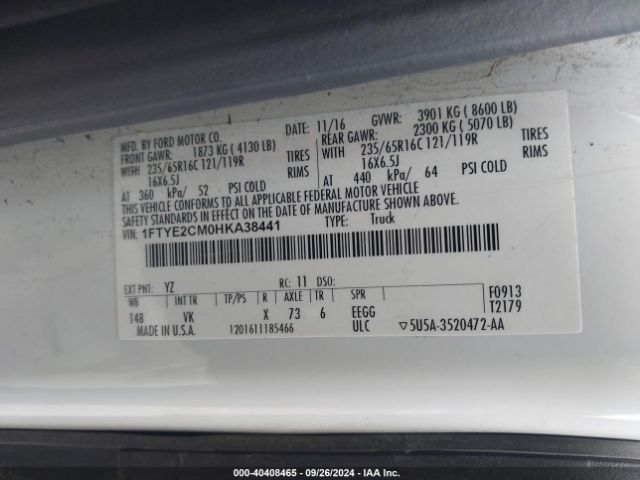 MFD. BY FORD MOTOR CO.
DATE: 11/16 GVWR: 3901 KG ( 8600 LB)
FRONT GAWR: 1873 KG ( 4130 LB)
REAR GAWR: 2300 KG ( 5070 LB)
WITH 235/65R16C 121/119R TIRES
WITH 235/65R16C 121/119R TIRES
16X6.5J RIMS
16X6.5J RIMS
AT 360 kPa/ 52 PSI COLD
AT 440 kPa/ 64 PSI COLD
THIS VEHICLE CONFORMS TO ALL APPLICABLE FEDERAL MOTOR VEHICLE
SAFETY STANDARDS IN EFFECT ON THE DATE OF MANUFACTURE SHOWN ABOVE.
VIN: 1FTYE2CM0HKA38441 TYPE: Truck
EXT PNT: YZ RC: 11 DSO:
WB INT TR TP/PS R AXLE TR SPR F0913
14B VK X 73 6 EEGG T2179
MADE IN U.S.A. T201611185466 ULC ▽5U5A-3520472-AA
000-40408465 - 09/26/2024 - IAA Inc.